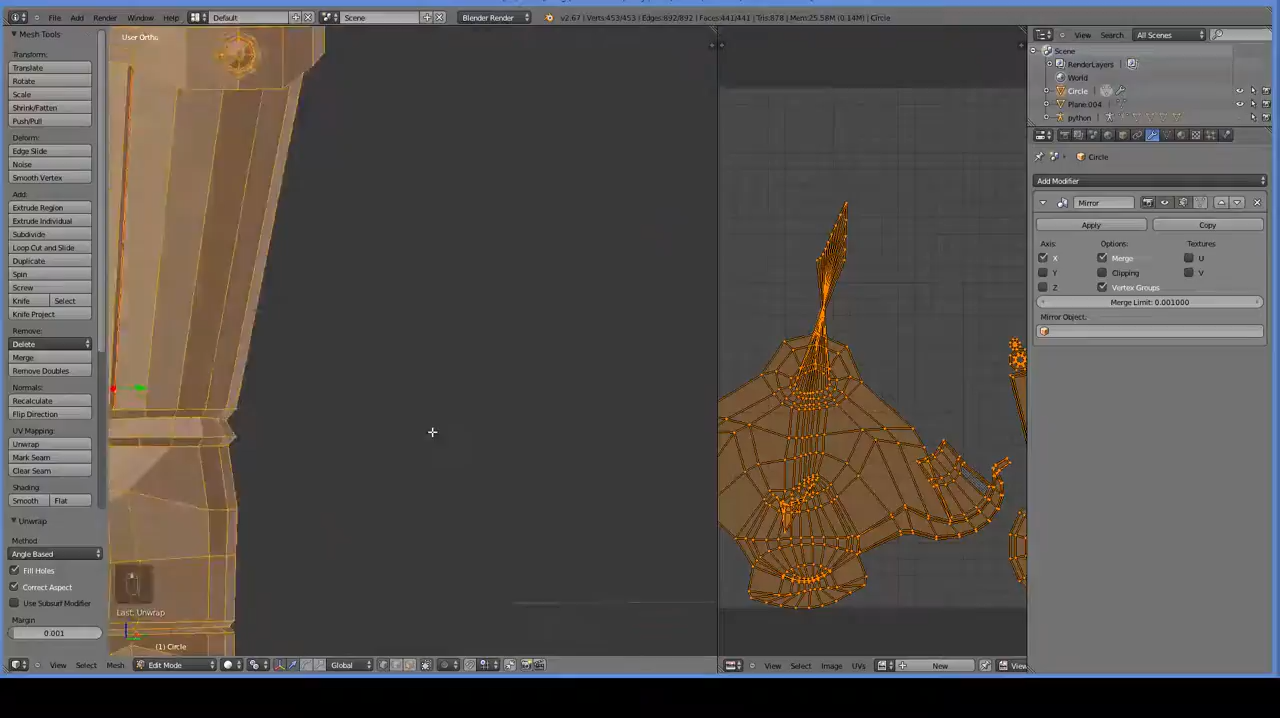 File Add Render Window Help Default Scene Blender Render v2.67 | Verts:453/453 | Edges:892/892 | Faces:441/441 | Tris:878 | Mem:25.58M (0.14M) | Circle
Mesh Tools
Transform:
Translate
Rotate
Scale
Shrink/Fatten
Push/Pull
Deform:
Edge Slide
Noise
Smooth Vertex
Add:
Extrude Region
Extrude Individual
Subdivide
Loop Cut and Slide
Duplicate
Spin
Screw
Knife Select
Knife Project
Remove:
Delete
Merge
Remove Doubles
Normals:
Recalculate
Flip Direction
UV Mapping:
Unwrap
Mark Seam
Clear Seam
Shading:
Smooth Flat
Unwrap
Method
Angle Based
Fill Holes
Correct Aspect
Use Subsurf Modifier
Margin
0.001
User Ortho
Last: Unwrap
(1) Circle
View Select Mesh Edit Mode Global
View Select Image UVs New View
View Search All Scenes
Scene
RenderLayers
World
Circle
Plane.004
python
Circle
Add Modifier
Mirror
Apply Copy
Axis: Options: Textures
X Merge U
Y Clipping V
Z Vertex Groups
Merge Limit: 0.001000
Mirror Object: